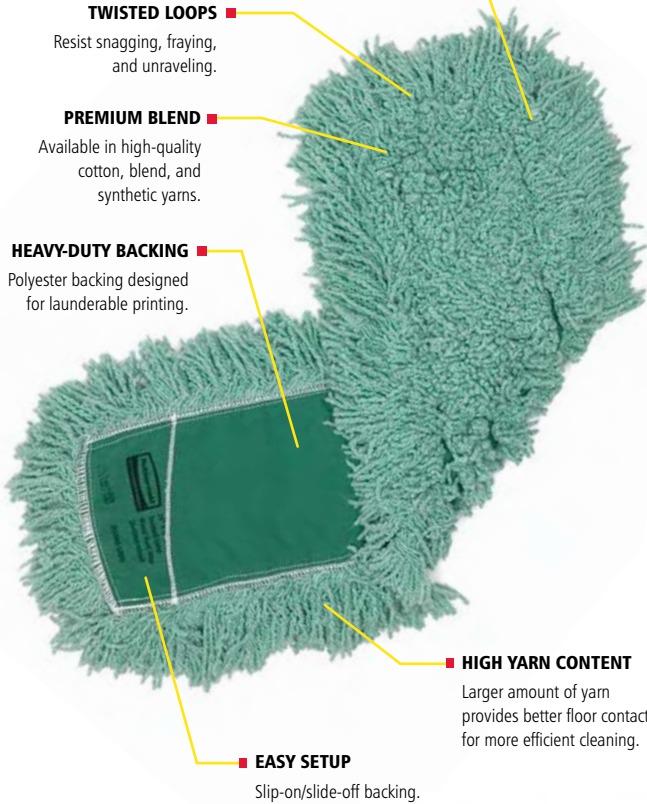 TWISTED LOOPS
Resist snagging, fraying,
and unraveling.
PREMIUM BLEND
Available in high-quality
cotton, blend, and
synthetic yarns.
HEAVY-DUTY BACKING
Polyester backing designed
for launderable printing.
HIGH YARN CONTENT
Larger amount of yarn
provides better floor contact
for more efficient cleaning.
EASY SETUP
Slip-on/slide-off backing.